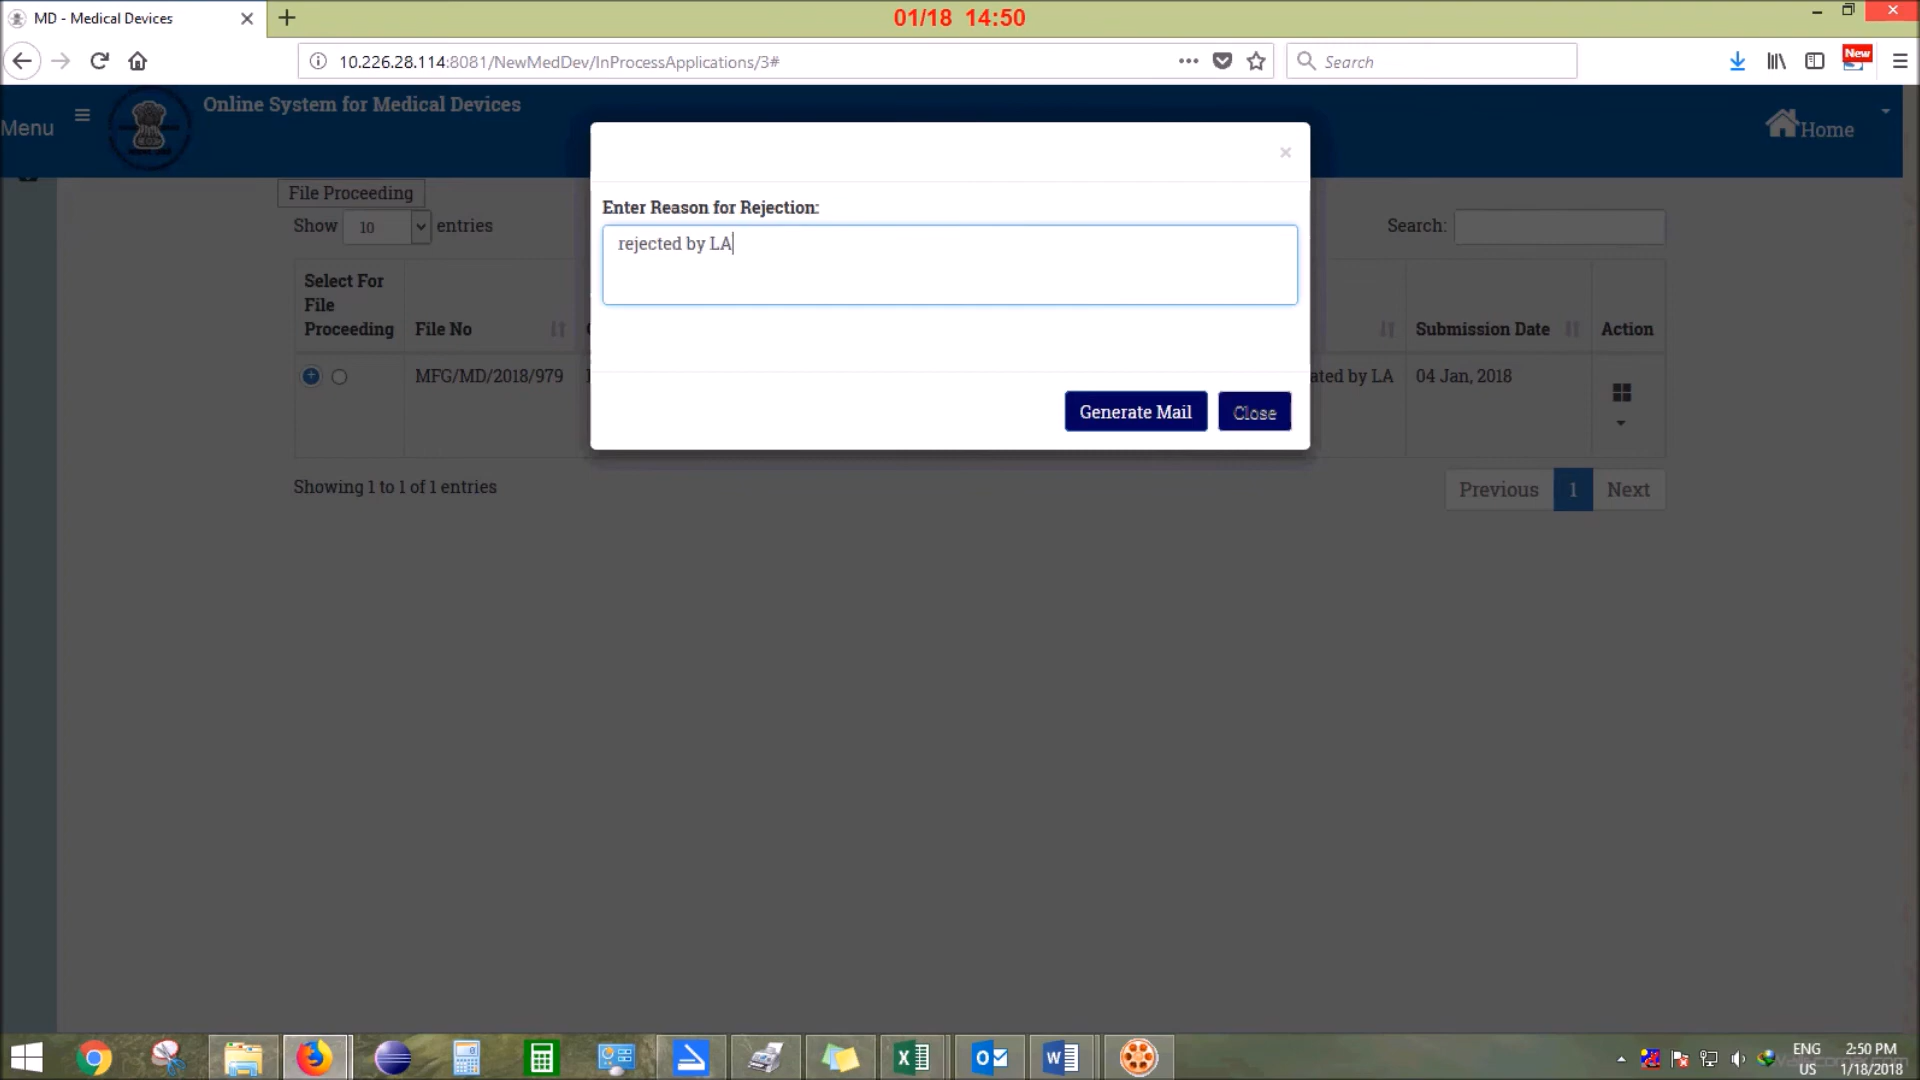 MD - Medical Devices
01/18 14:50
10.226.28.114:8081/NewMedDev/InProcessApplications/3#
Search
New
Menu
Online System for Medical Devices
Home
File Proceeding
Show 10 entries
Search:
Enter Reason for Rejection:
rejected by LA
Generate Mail
Close
Select For
File
Proceeding
File No
Submission Date
Action
MFG/MD/2018/979
by LA
04 Jan, 2018
Showing 1 to 1 of 1 entries
Previous 1 Next
ENG
US
2:50 PM
1/18/2018